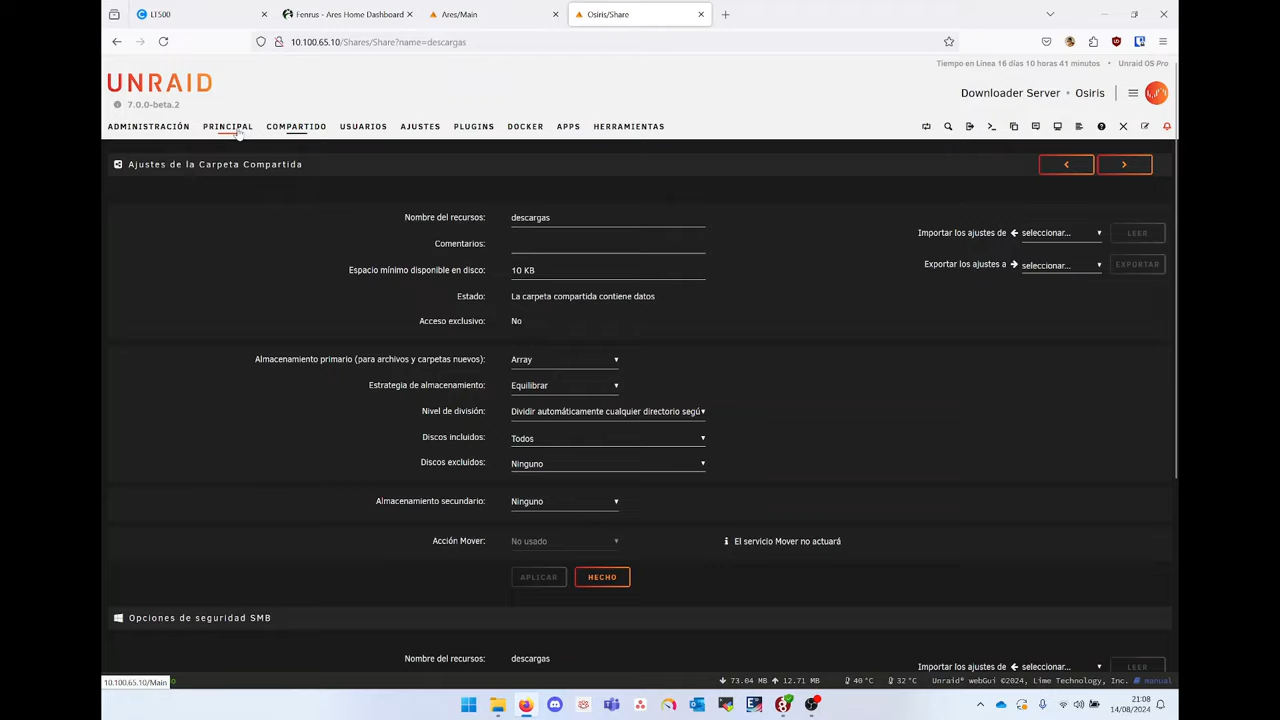 LT500
Fenrus - Ares Home Dashboard
Ares/Main
Osiris/Share
10.100.65.10/Shares/Share?name=descargas
UNRAID
7.0.0-beta.2
Tiempo en Línea 16 días 10 horas 41 minutos • Unraid OS Pro
Downloader Server • Osiris
ADMINISTRACIÓN PRINCIPAL COMPARTIDO USUARIOS AJUSTES PLUGINS DOCKER APPS HERRAMIENTAS
Ajustes de la Carpeta Compartida
Nombre del recursos: descargas
Importar los ajustes de seleccionar... LEER
Comentarios:
Exportar los ajustes a seleccionar... EXPORTAR
Espacio mínimo disponible en disco: 10 KB
Estado: La carpeta compartida contiene datos
Acceso exclusivo: No
Almacenamiento primario (para archivos y carpetas nuevos): Array
Estrategia de almacenamiento: Equilibrar
Nivel de división: Dividir automáticamente cualquier directorio segú
Discos incluidos: Todos
Discos excluidos: Ninguno
Almacenamiento secundario: Ninguno
Acción Mover: No usado
El servicio Mover no actuará
APLICAR HECHO
Opciones de seguridad SMB
Nombre del recursos: descargas
Importar los ajustes de seleccionar... LEER
10.100.65.10/Main
73.04 MB 12.71 MB 40 °C 32 °C Unraid® webGui ©2024, Lime Technology, Inc. manual
21:08
14/08/2024